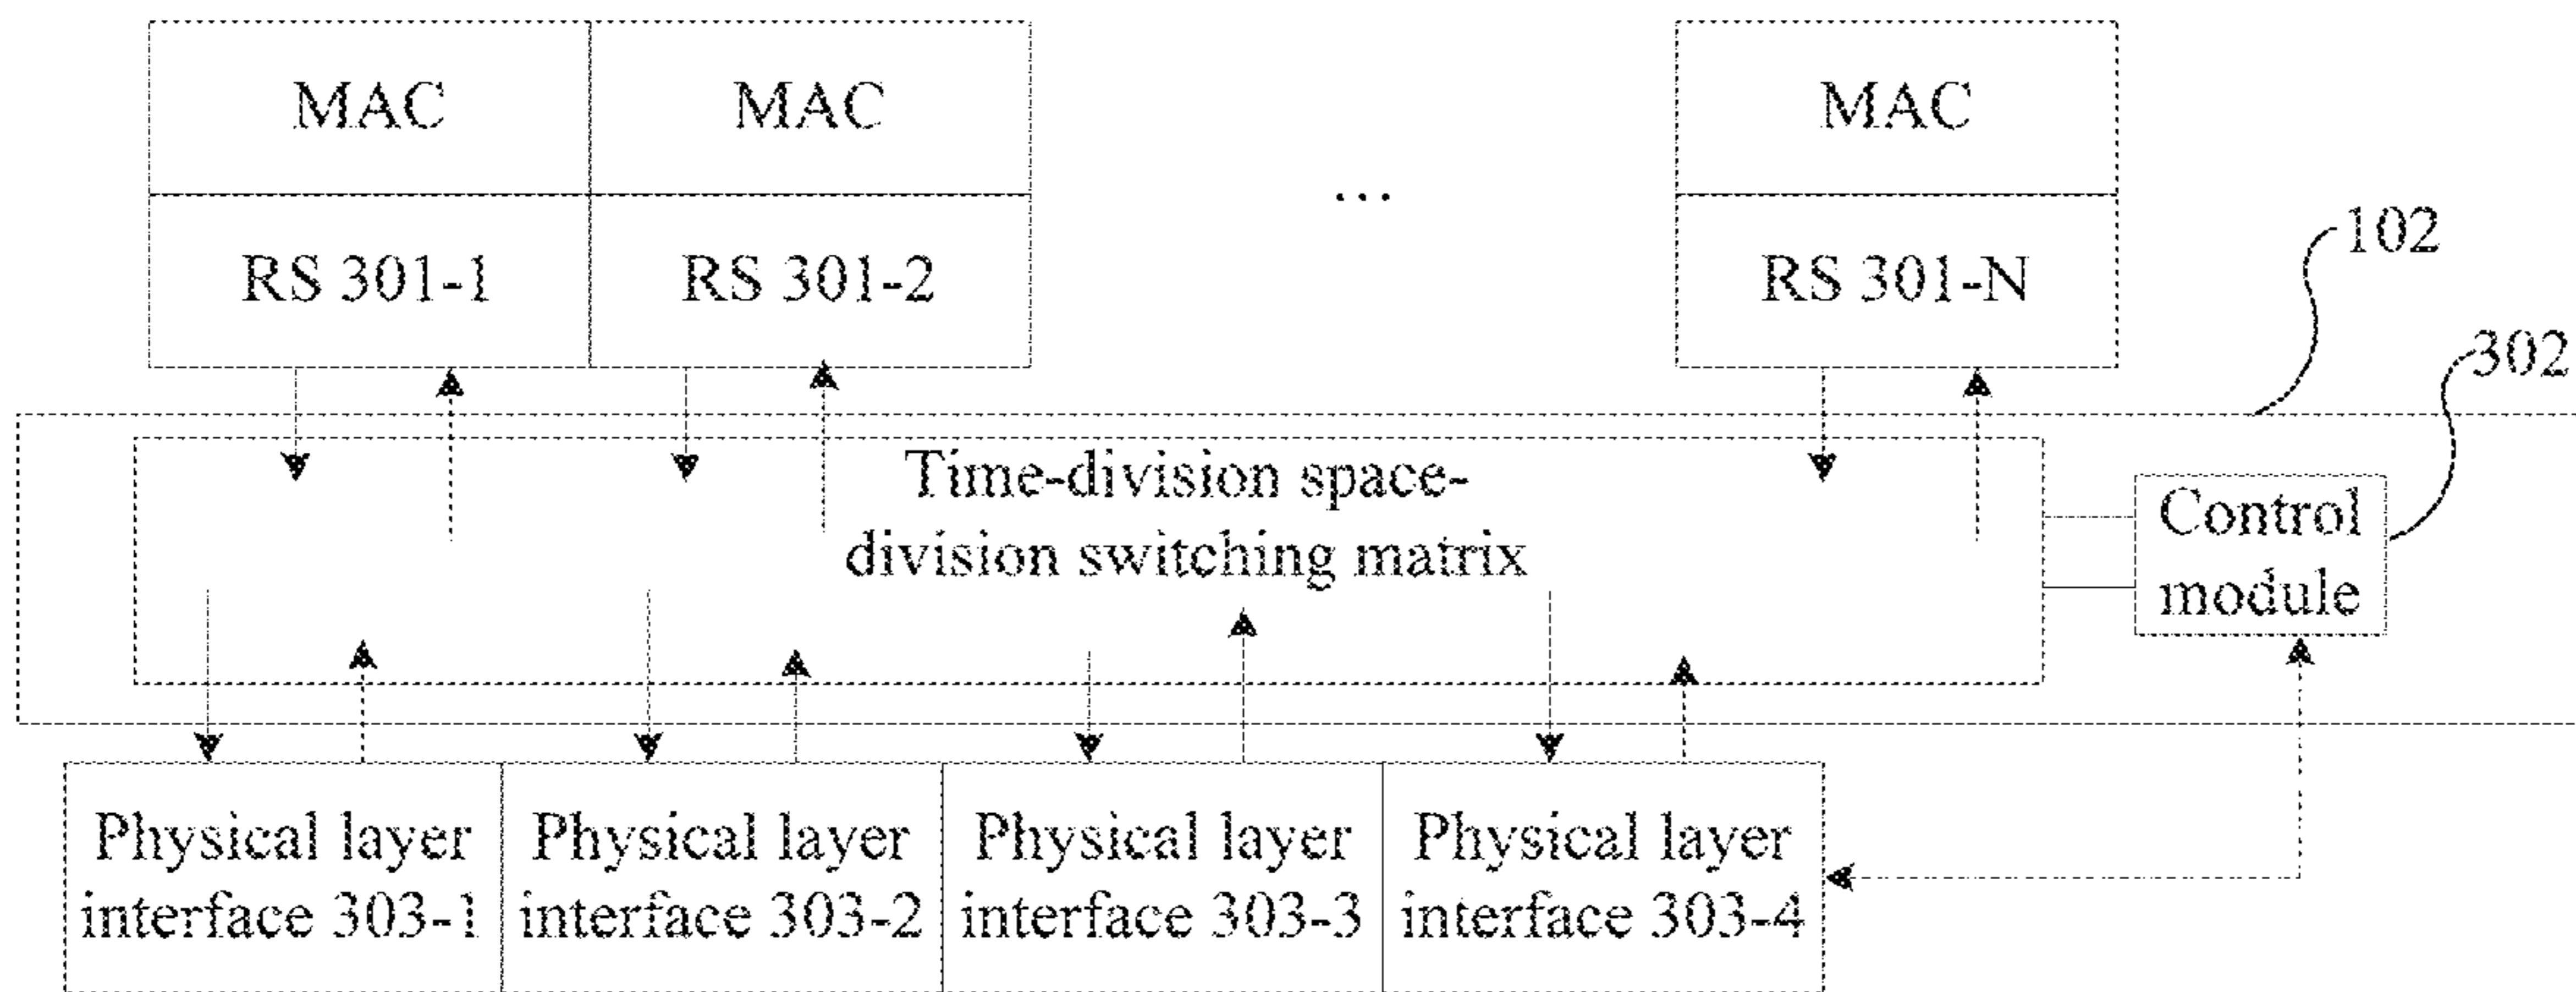 MAC
MAC
MAC
...
RS 301-1
RS 301-2
RS 301-N
102
302
Time-division space-
division switching matrix
Control
module
Physical layer
interface 303-1
Physical layer
interface 303-2
Physical layer
interface 303-3
Physical layer
interface 303-4